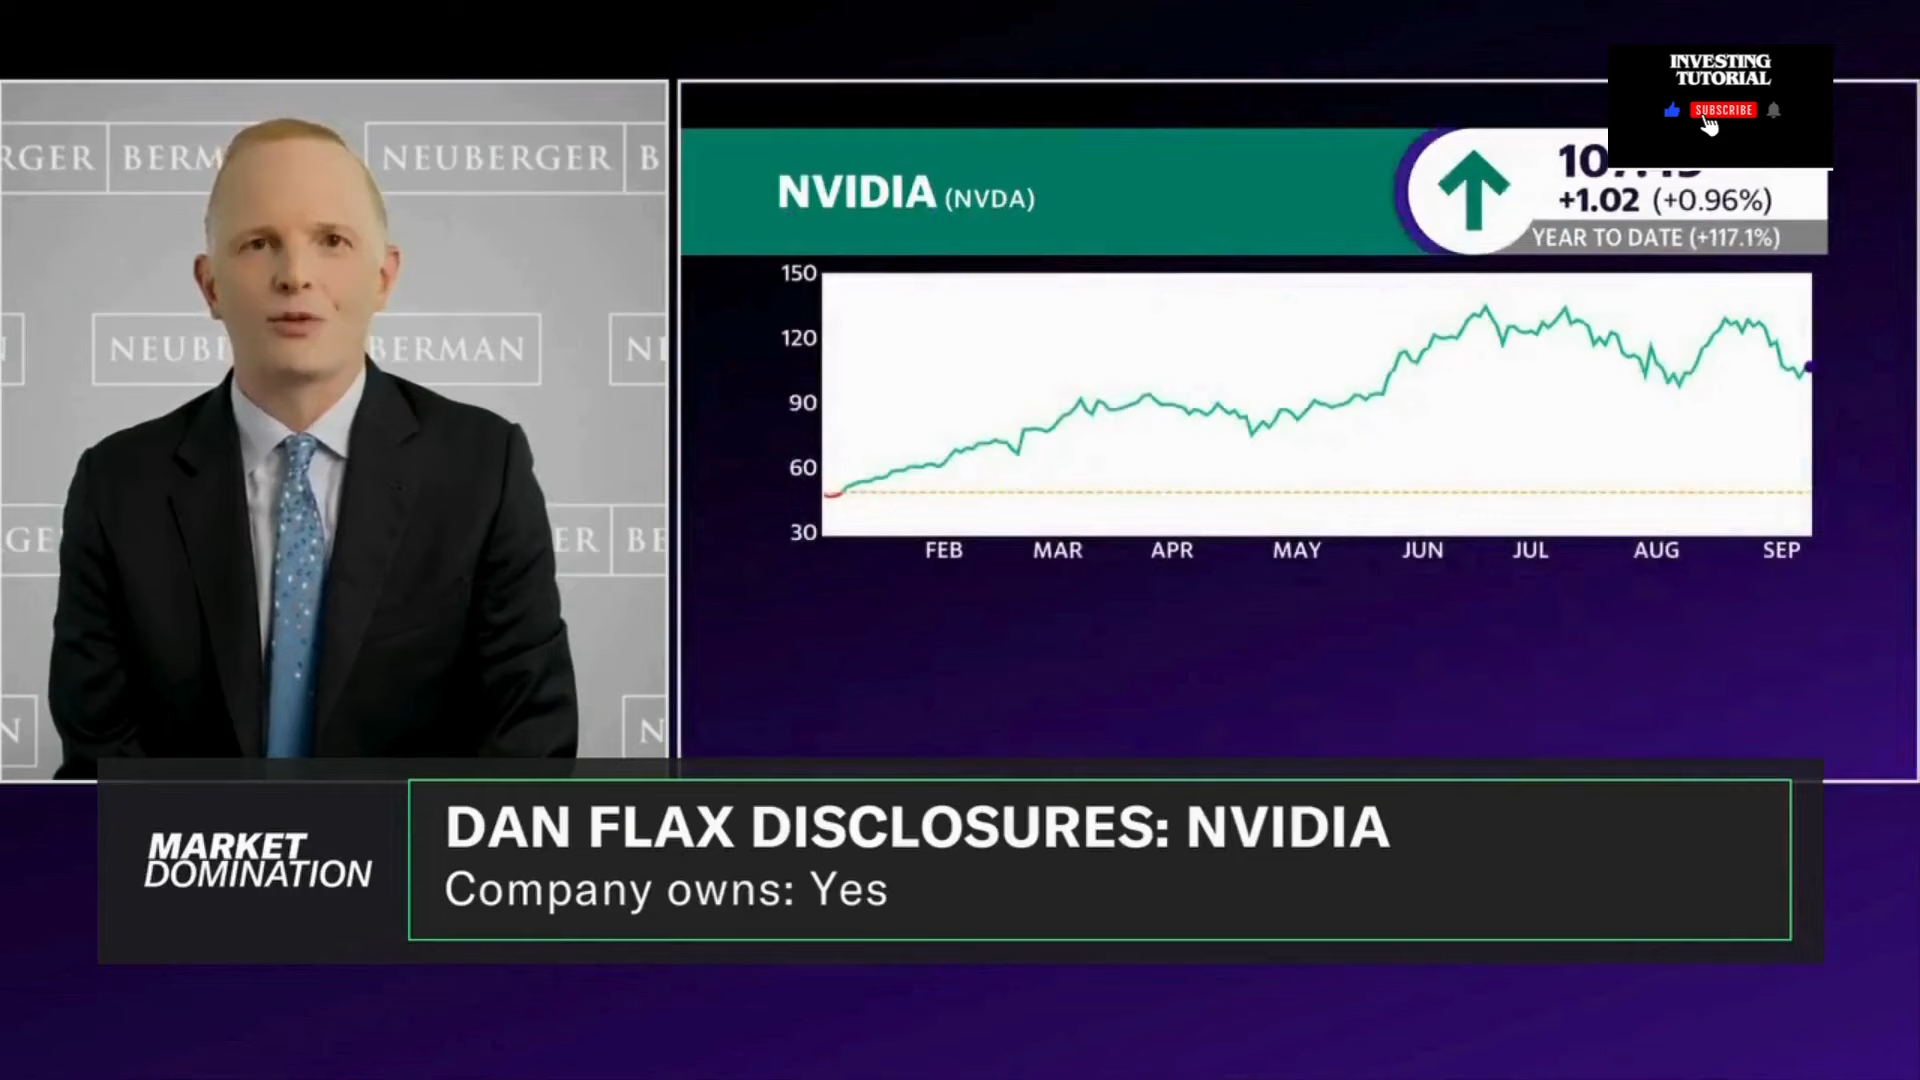 INVESTING
TUTORIAL
SUBSCRIBE
NEUBERGER
BERMAN
NVIDIA (NVDA)
+1.02 (+0.96%)
YEAR TO DATE (+117.1%)
150
120
90
60
30
FEB MAR APR MAY JUN JUL AUG SEP
MARKET
DOMINATION
DAN FLAX DISCLOSURES: NVIDIA
Company owns: Yes